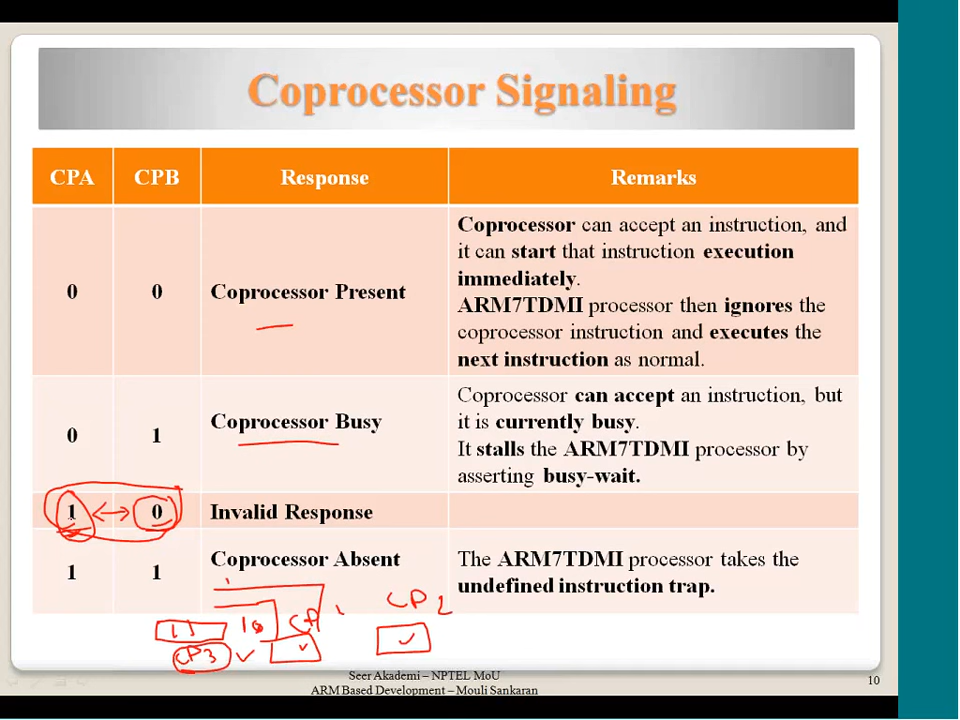 Coprocessor Signaling
CPA CPB Response Remarks
0 0 Coprocessor Present
Coprocessor can accept an instruction, and
it can start that instruction execution
immediately.
ARM7TDMI processor then ignores the
coprocessor instruction and executes the
next instruction as normal.
0 1 Coprocessor Busy
Coprocessor can accept an instruction, but
it is currently busy.
It stalls the ARM7TDMI processor by
asserting busy-wait.
1 0 Invalid Response
1 1 Coprocessor Absent
The ARM7TDMI processor takes the
undefined instruction trap.
CP2
11 10 CP1
CP3
Seer Akademi – NPTEL MoU
ARM Based Development – Mouli Sankaran
10